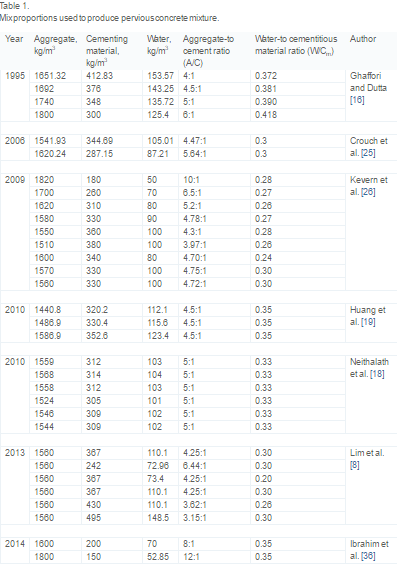 Table 1.
Mix proportions used to produce pervious concrete mixture.
Year Aggregate, Cementing Water, Aggregate-to Water-to cementitious Author
kg/m³ material, kg/m³ cement ratio material ratio (W/Cm)
kg/m³ (A/C)
1995 1651.32 412.83 153.57 4:1 0.372 Ghaffori
1692 376 143.25 4.5:1 0.381 and Dutta
1740 348 135.72 5:1 0.390 [16]
1800 300 125.4 6:1 0.418
2006 1541.93 344.69 105.01 4.47:1 0.3 Crouch et
1620.24 287.15 87.21 5.64:1 0.3 al. [25]
2009 1820 180 50 10:1 0.28 Kevern et
1700 260 70 6.5:1 0.27 al. [26]
1620 310 80 5.2:1 0.26
1580 330 90 4.78:1 0.27
1550 360 100 4.3:1 0.28
1510 380 100 3.97:1 0.26
1600 340 80 4.70:1 0.24
1570 330 100 4.75:1 0.30
1560 330 100 4.72:1 0.30
2010 1440.8 320.2 112.1 4.5:1 0.35 Huang et
1486.9 330.4 115.6 4.5:1 0.35 al. [19]
1586.9 352.6 123.4 4.5:1 0.35
2010 1559 312 103 5:1 0.33 Neithalath
1568 314 104 5:1 0.33 et al. [18]
1558 312 103 5:1 0.33
1524 305 101 5:1 0.33
1546 309 102 5:1 0.33
1544 309 102 5:1 0.33
2013 1560 367 110.1 4.25:1 0.30 Lim et al.
1560 242 72.96 6.44:1 0.30 [8]
1560 367 73.4 4.25:1 0.20
1560 367 110.1 4.25:1 0.30
1560 430 110.1 3.62:1 0.26
1560 495 148.5 3.15:1 0.30
2014 1600 200 70 8:1 0.35 Ibrahim et
1800 150 52.85 12:1 0.35 al. [36]